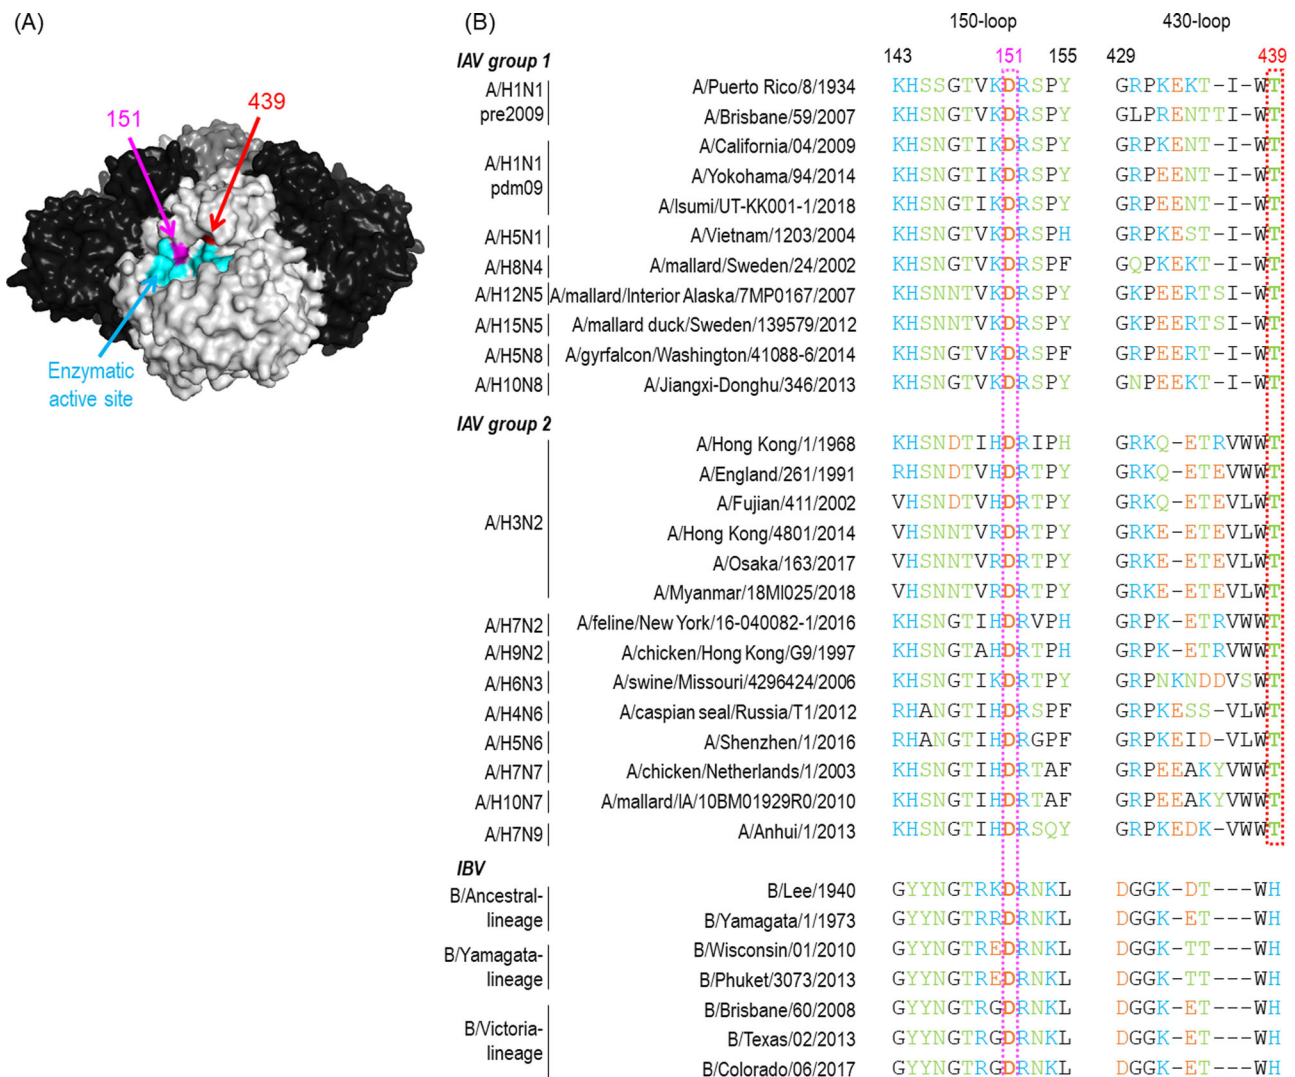 (A)
151
439
Enzymatic
active site
(B)
150-loop
430-loop
143 151 155 429 439
IAV group 1
A/H1N1
pre2009
A/Puerto Rico/8/1934 KHSSGTVKDRSPY GRPKEKT-I-WT
A/Brisbane/59/2007 KHSNGTVKDRSPY GLPRENTTI-WT
A/H1N1
pdm09
A/California/04/2009 KHSNGTIKDRSPY GRPKENT-I-WT
A/Yokohama/94/2014 KHSNGTIKDRSPY GRPEENT-I-WT
A/Isumi/UT-KK001-1/2018 KHSNGTIKDRSPY GRPEENT-I-WT
A/H5N1 A/Vietnam/1203/2004 KHSNGTVKDRSPH GRPKEST-I-WT
A/H8N4 A/mallard/Sweden/24/2002 KHSNGTVKDRSPF GQPKEKT-I-WT
A/H12N5 A/mallard/Interior Alaska/7MP0167/2007 KHSNNTVKDRSPY GKPEERTSI-WT
A/H15N5 A/mallard duck/Sweden/139579/2012 KHSNNTVKDRSPY GKPEERTSI-WT
A/H5N8 A/gyrfalcon/Washington/41088-6/2014 KHSNGTVKDRSPF GRPEERT-I-WT
A/H10N8 A/Jiangxi-Donghu/346/2013 KHSNGTVKDRSPY GNPEEKT-I-WT
IAV group 2
A/H3N2
A/Hong Kong/1/1968 KHSNDTIHDRIPH GRKQ-ETRVWWT
A/England/261/1991 RHSNDTVHDRTPY GRKQ-ETEVWWT
A/Fujian/411/2002 VHSNDTVHDRTPY GRKQ-ETEVLWT
A/Hong Kong/4801/2014 VHSNNTVRDRTPY GRKE-ETEVLWT
A/Osaka/163/2017 VHSNNTVRDRTPY GRKE-ETEVLWT
A/Myanmar/18MI025/2018 VHSNNTVRDRTPY GRKE-ETEVLWT
A/H7N2 A/feline/New York/16-040082-1/2016 KHSNGTIHDRVPH GRPK-ETRVWWT
A/H9N2 A/chicken/Hong Kong/G9/1997 KHSNGTAHDRTPH GRPK-ETRVWWT
A/H6N3 A/swine/Missouri/4296424/2006 KHSNGTIKDRTPY GRPNKNDDVSWT
A/H4N6 A/caspian seal/Russia/T1/2012 RHANGTIHDRSPF GRPKESS-VLWT
A/H5N6 A/Shenzhen/1/2016 RHANGTIHDRGPF GRPKEID-VLWT
A/H7N7 A/chicken/Netherlands/1/2003 KHSNGTIHDRTAF GRPEEAKYVWWT
A/H10N7 A/mallard/IA/10BM01929R0/2010 KHSNGTIHDRTAF GRPEEAKYVWWT
A/H7N9 A/Anhui/1/2013 KHSNGTIHDRSQY GRPKEDK-VWWT
IBV
B/Ancestral-
lineage
B/Lee/1940 GYYNGTRKDRNKL DGGK-DT---WH
B/Yamagata/1/1973 GYYNGTRRDRNKL DGGK-ET---WH
B/Yamagata-
lineage
B/Wisconsin/01/2010 GYYNGTREDRNKL DGGK-TT---WH
B/Phuket/3073/2013 GYYNGTREDRNKL DGGK-TT---WH
B/Victoria-
lineage
B/Brisbane/60/2008 GYYNGTRGDRNKL DGGK-ET---WH
B/Texas/02/2013 GYYNGTRGDRNKL DGGK-ET---WH
B/Colorado/06/2017 GYYNGTRGDRNKL DGGK-ET---WH